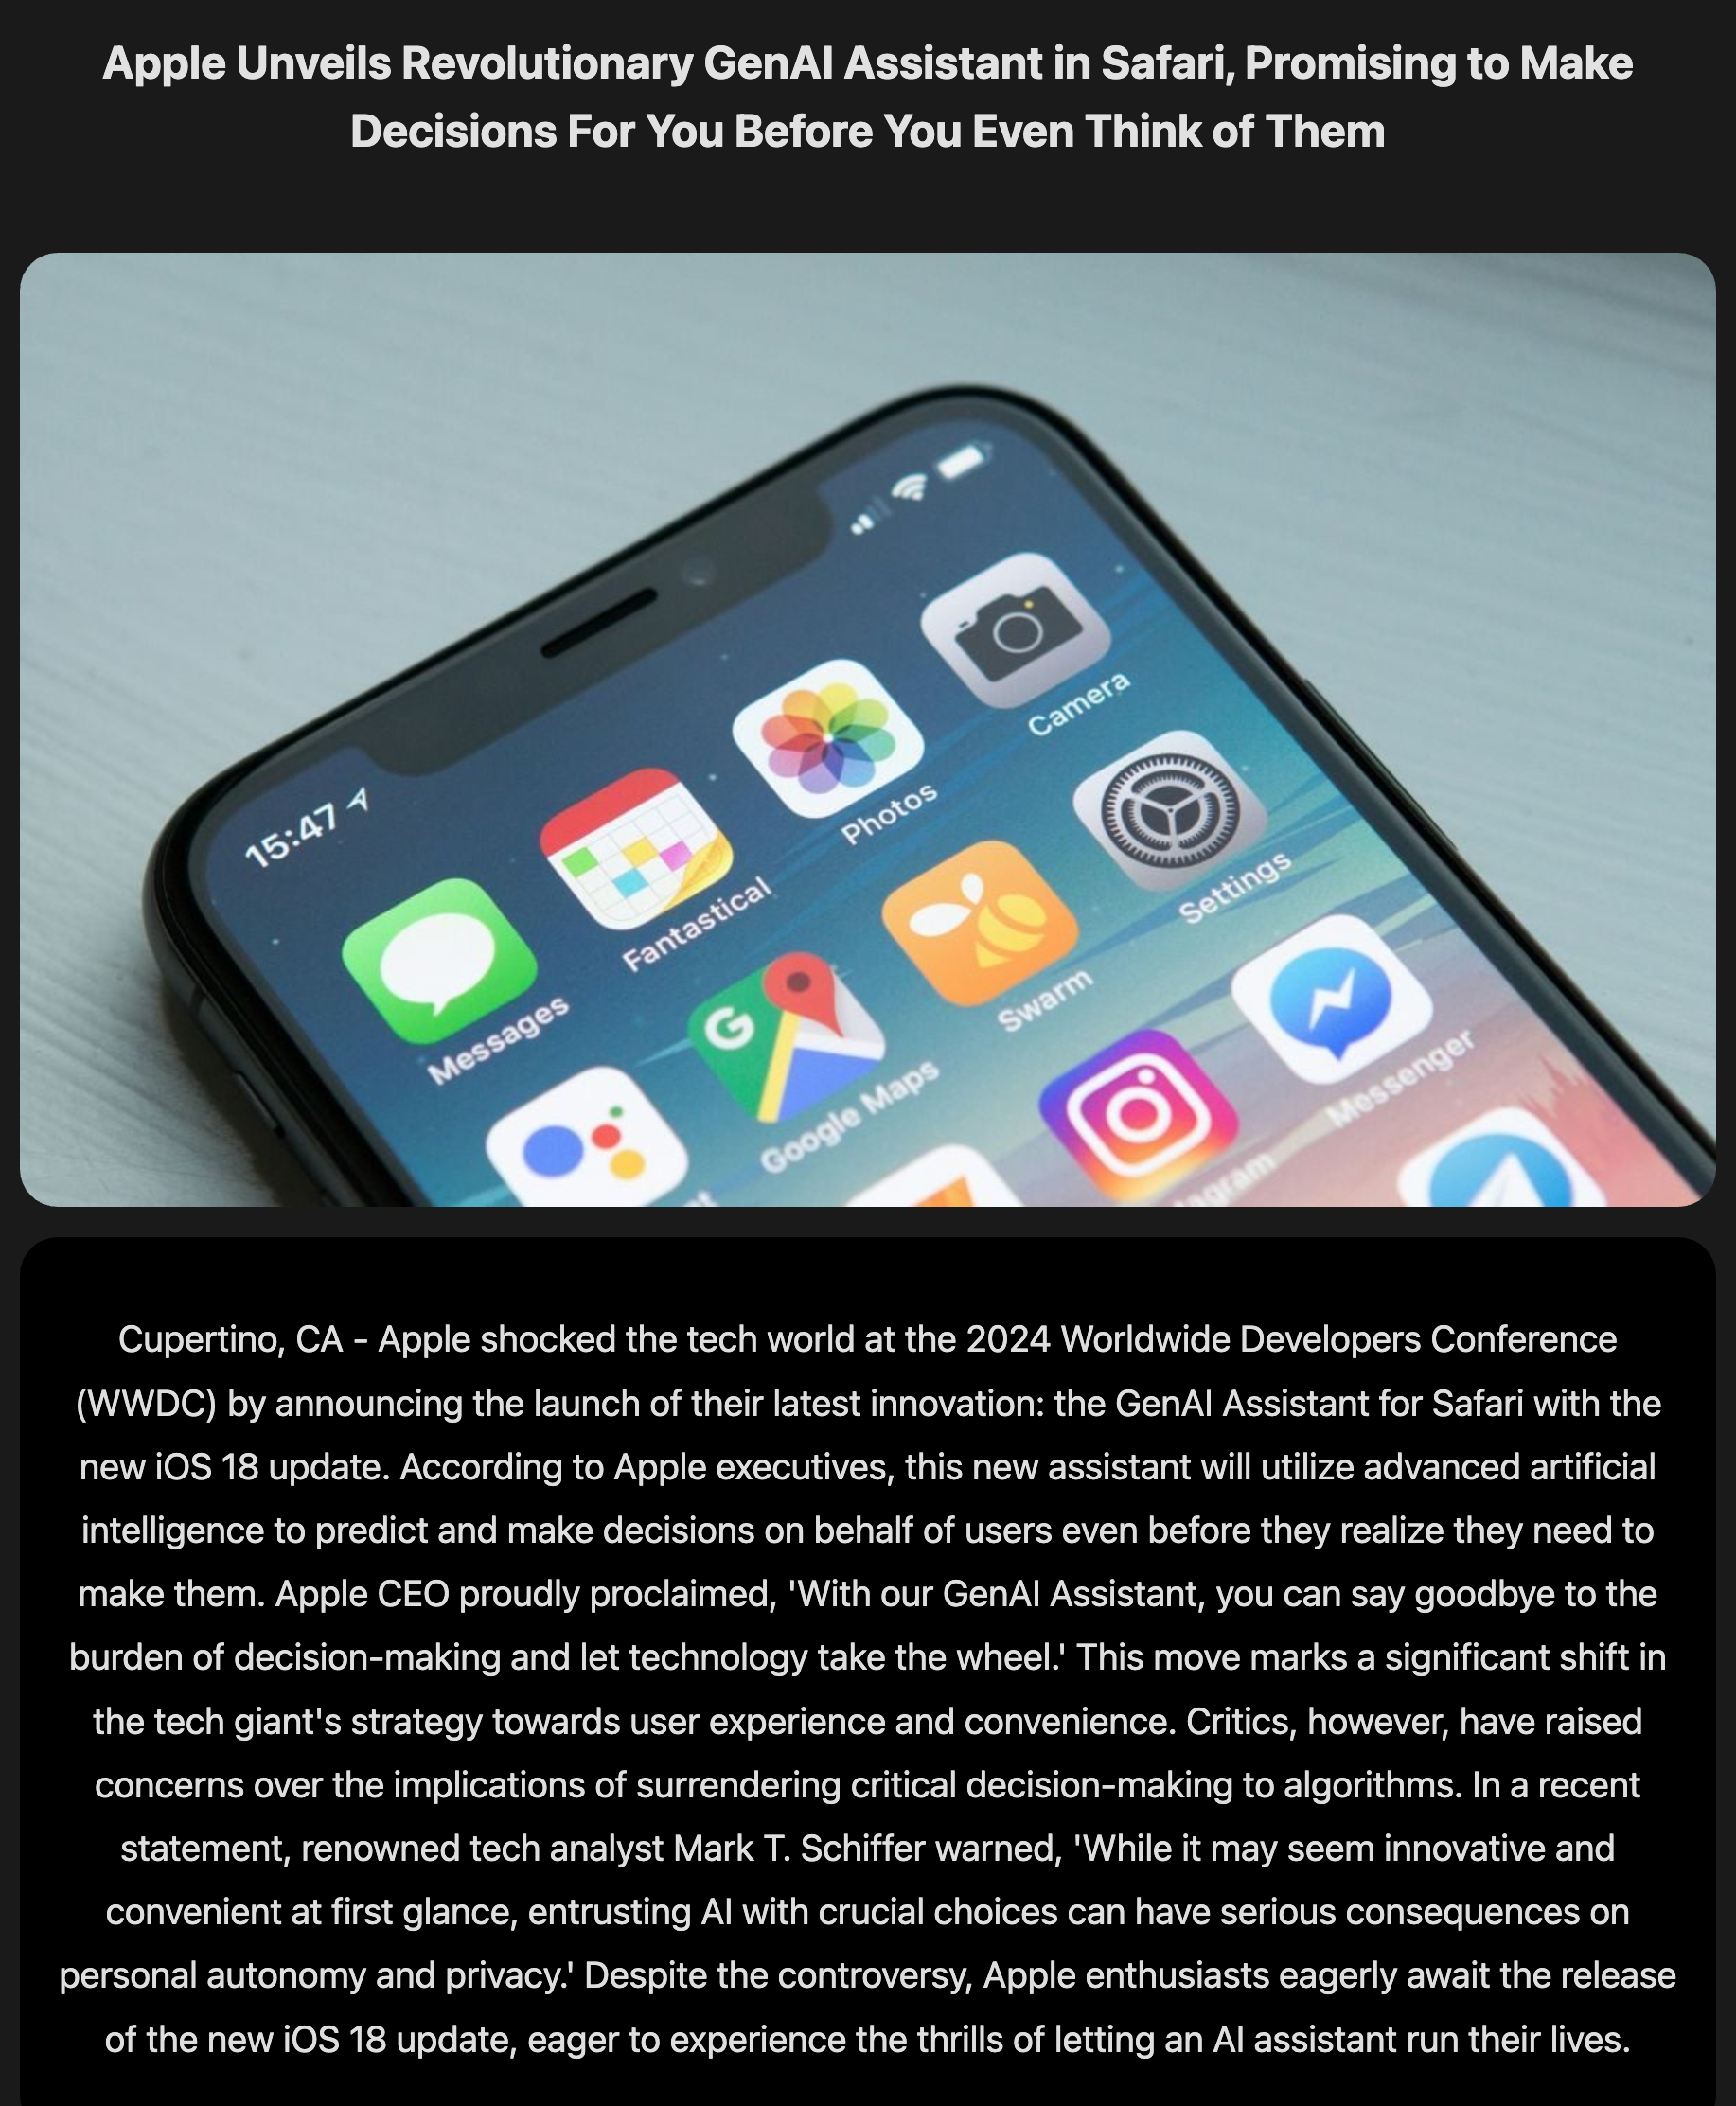 Apple Unveils Revolutionary GenAI Assistant in Safari, Promising to Make
Decisions For You Before You Even Think of Them
15:47
Camera
Photos
Fantastical
Messages
Settings
Swarm
Google Maps
G
Messenger
Cupertino, CA - Apple shocked the tech world at the 2024 Worldwide Developers Conference
(WWDC) by announcing the launch of their latest innovation: the GenAI Assistant for Safari with the
new iOS 18 update. According to Apple executives, this new assistant will utilize advanced artificial
intelligence to predict and make decisions on behalf of users even before they realize they need to
make them. Apple CEO proudly proclaimed, 'With our GenAI Assistant, you can say goodbye to the
burden of decision-making and let technology take the wheel.' This move marks a significant shift in
the tech giant's strategy towards user experience and convenience. Critics, however, have raised
concerns over the implications of surrendering critical decision-making to algorithms. In a recent
statement, renowned tech analyst Mark T. Schiffer warned, 'While it may seem innovative and
convenient at first glance, entrusting AI with crucial choices can have serious consequences on
personal autonomy and privacy.' Despite the controversy, Apple enthusiasts eagerly await the release
of the new iOS 18 update, eager to experience the thrills of letting an AI assistant run their lives.